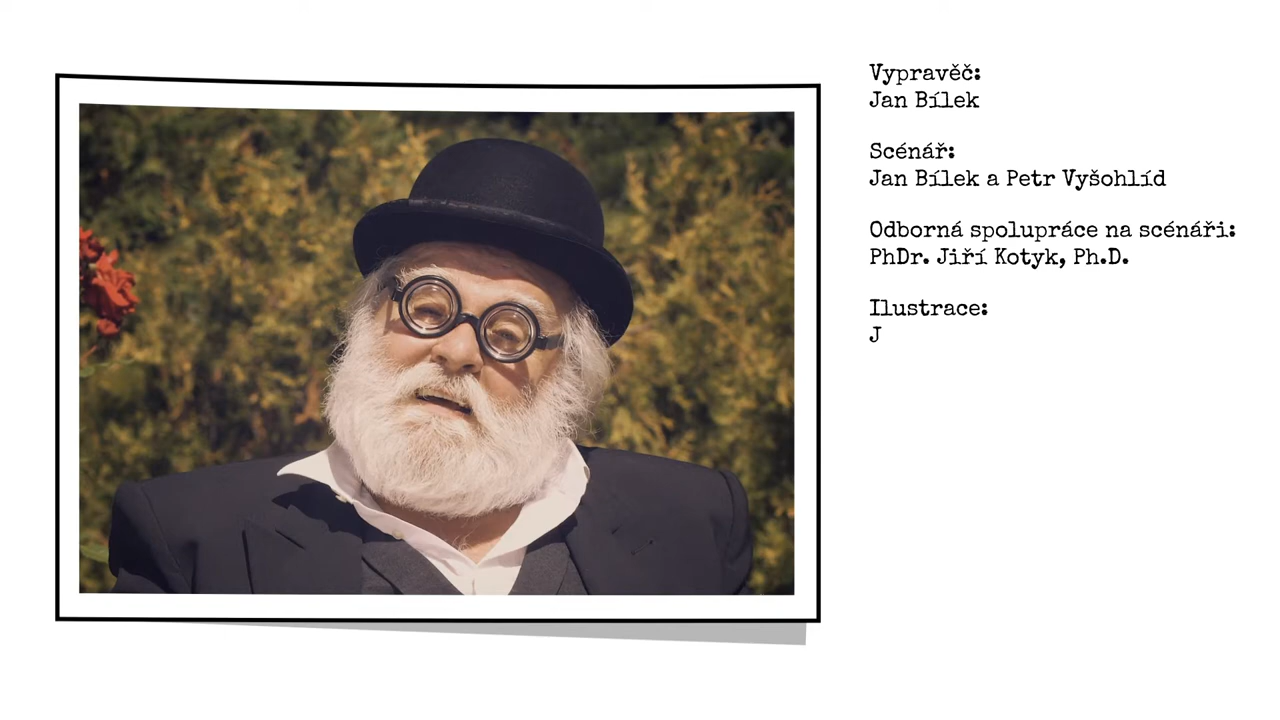 Vypravěč:
Jan Bílek
Scénář:
Jan Bílek a Petr Vyšohlíd
Odborná spolupráce na scénáři:
PhDr. Jiří Kotyk, Ph.D.
Ilustrace:
J